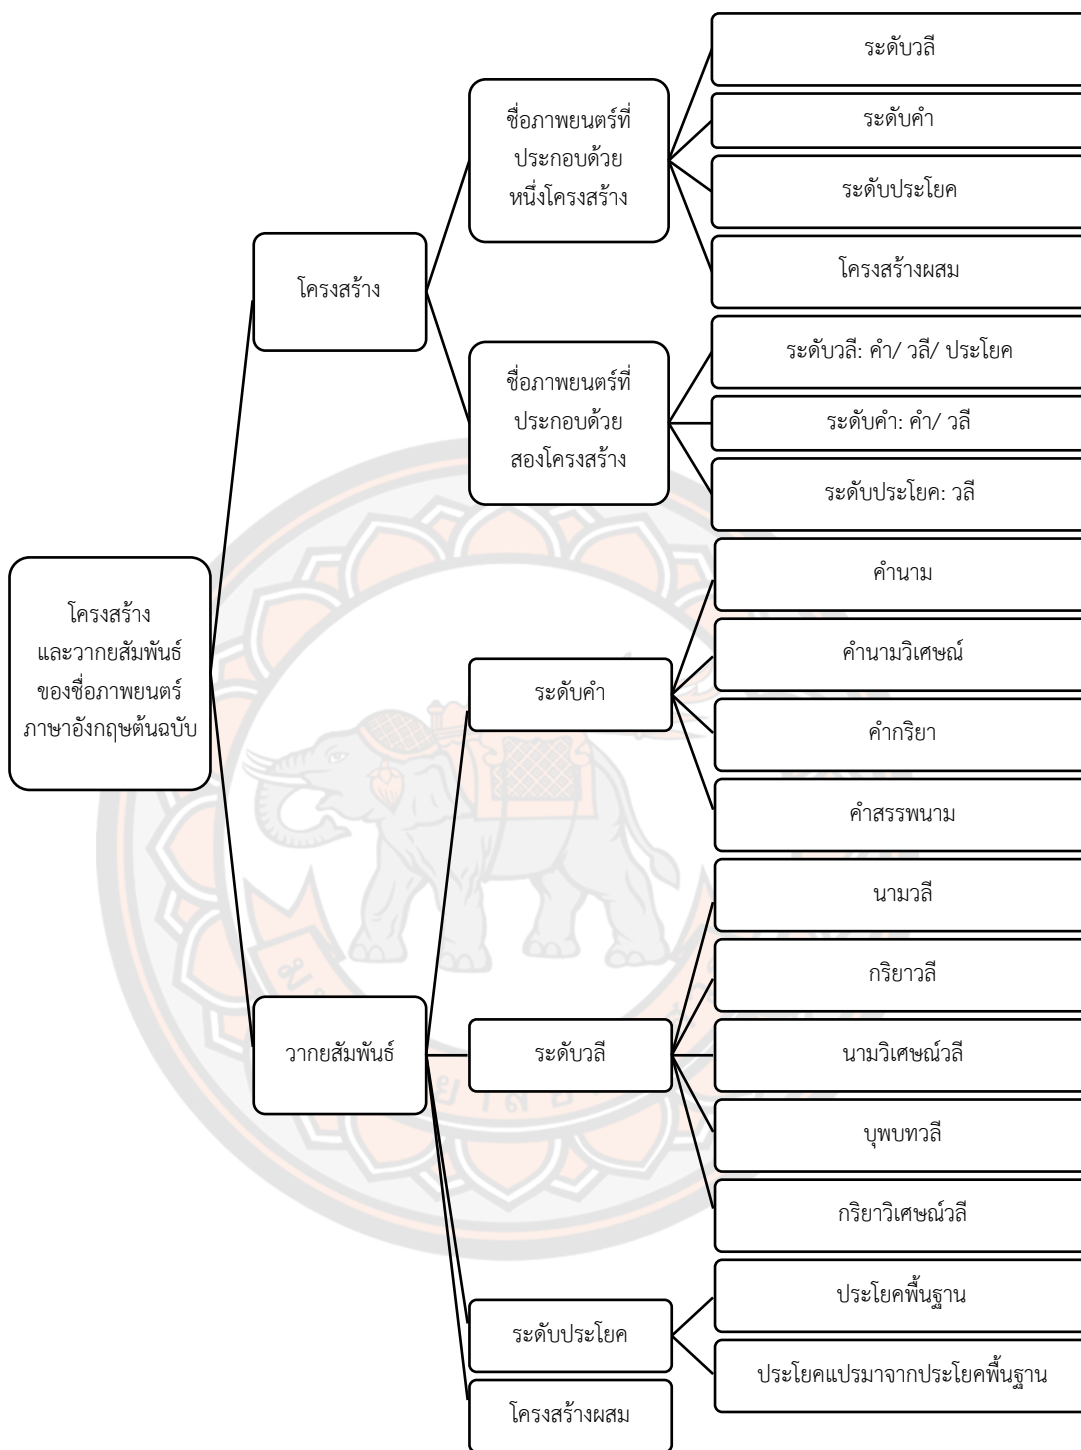 โครงสร้าง
และวากยสัมพันธ์
ของชื่อภาพยนตร์
ภาษาอังกฤษต้นฉบับ
โครงสร้าง
ชื่อภาพยนตร์ที่
ประกอบด้วย
หนึ่งโครงสร้าง
ระดับวลี
ระดับคำ
ระดับประโยค
โครงสร้างผสม
ชื่อภาพยนตร์ที่
ประกอบด้วย
สองโครงสร้าง
ระดับวลี: คำ/ วลี/ ประโยค
ระดับคำ: คำ/ วลี
ระดับประโยค: วลี
วากยสัมพันธ์
ระดับคำ
คำนาม
คำนามวิเศษณ์
คำกริยา
คำสรรพนาม
ระดับวลี
นามวลี
กริยาวลี
นามวิเศษณ์วลี
บุพบทวลี
กริยาวิเศษณ์วลี
ระดับประโยค
ประโยคพื้นฐาน
ประโยคแปรมาจากประโยคพื้นฐาน
โครงสร้างผสม